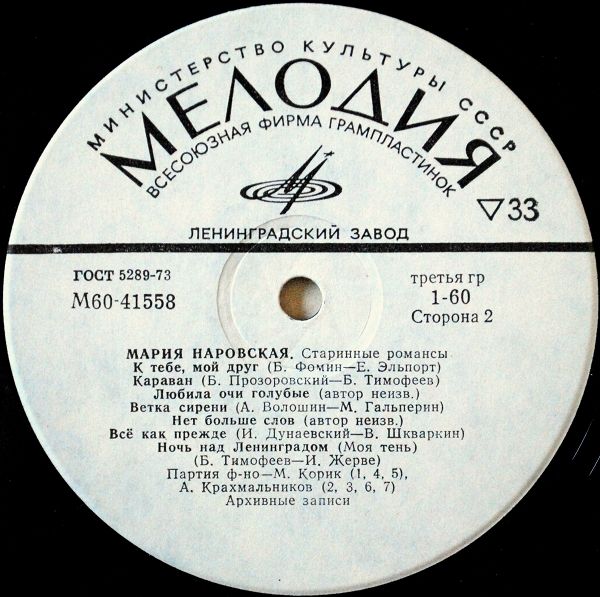 МИНИСТЕРСТВО КУЛЬТУРЫ СССР
МЕЛОДИЯ
ВСЕСОЮЗНАЯ ФИРМА ГРАМПЛАСТИНОК
▽33
ЛЕНИНГРАДСКИЙ ЗАВОД
ГОСТ 5289-73
М60-41558
третья гр
1-60
Сторона 2
МАРИЯ НАРОВСКАЯ. Старинные романсы
К тебе, мой друг (Б. Фомин—Е. Эльпорт)
Караван (Б. Прозоровский—Б. Тимофеев)
Любила очи голубые (автор неизв.)
Ветка сирени (А. Волошин—М. Гальперин)
Нет больше слов (автор неизв.)
Всё как прежде (И. Дунаевский—В. Шкваркин)
Ночь над Ленинградом (Моя тень)
(Б. Тимофеев—И. Жерве)
Партия ф-но—М. Корик (1, 4, 5),
А. Крахмальников (2, 3, 6, 7)
Архивные записи